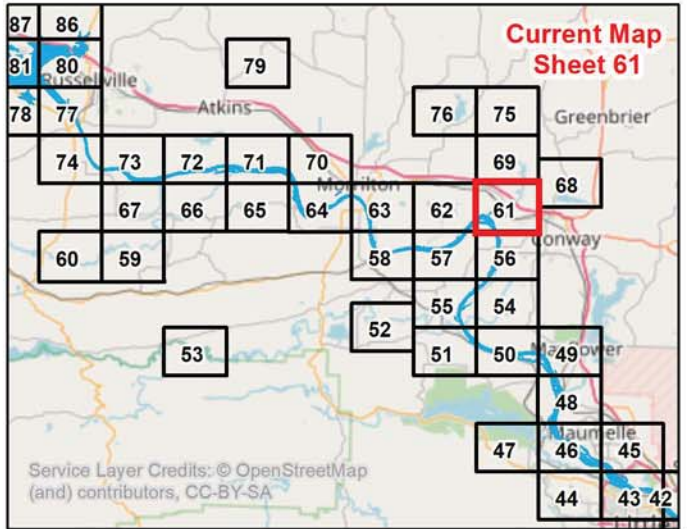 87 86
Current Map
Sheet 61
81 80
79
Russellville
78 77
Atkins
76 75
Greenbrier
74 73 72 71 70
69
68
Morrilton
67 66 65 64 63 62 61
Conway
60 59
58 57 56
55 54
52
53
51 50 49
48
Maumelle
47 46 45
Service Layer Credits: © OpenStreetMap
(and) contributors, CC-BY-SA
44 43 42